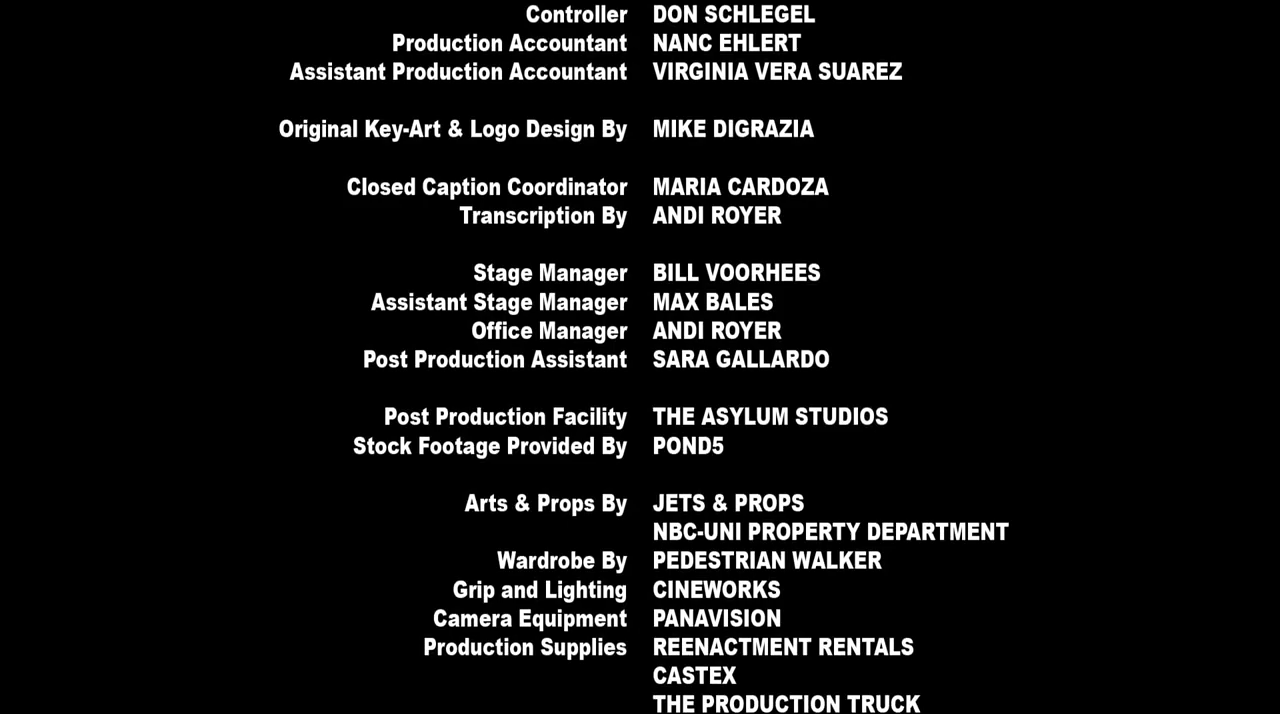 Controller DON SCHLEGEL
Production Accountant NANC EHLERT
Assistant Production Accountant VIRGINIA VERA SUAREZ
Original Key-Art & Logo Design By MIKE DIGRAZIA
Closed Caption Coordinator MARIA CARDOZA
Transcription By ANDI ROYER
Stage Manager BILL VOORHEES
Assistant Stage Manager MAX BALES
Office Manager ANDI ROYER
Post Production Assistant SARA GALLARDO
Post Production Facility THE ASYLUM STUDIOS
Stock Footage Provided By POND5
Arts & Props By JETS & PROPS
NBC-UNI PROPERTY DEPARTMENT
Wardrobe By PEDESTRIAN WALKER
Grip and Lighting CINEWORKS
Camera Equipment PANAVISION
Production Supplies REENACTMENT RENTALS
CASTEX
THE PRODUCTION TRUCK